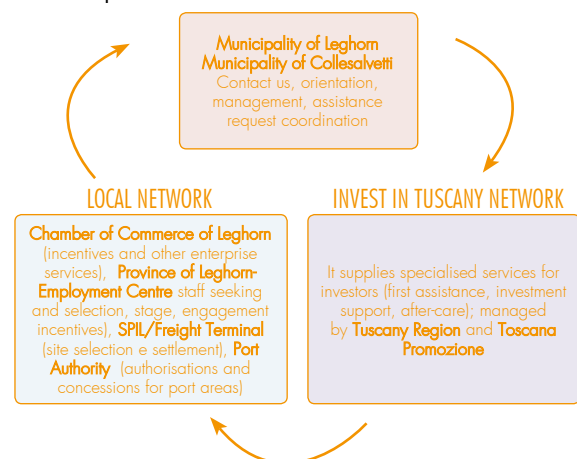 Municipality of Leghorn
Municipality of Collesalvetti
Contact us, orientation,
management, assistance
request coordination
LOCAL NETWORK
Chamber of Commerce of Leghorn
(incentives and other enterprise
services), Province of Leghorn-
Employment Centre staff seeking
and selection, stage, engagement
incentives), SPIL/Freight Terminal
(site selection e settlement), Port
Authority (authorisations and
concessions for port areas)
INVEST IN TUSCANY NETWORK
It supplies specialised services for
investors (first assistance, investment
support, after-care); managed
by Tuscany Region and Toscana
Promozione